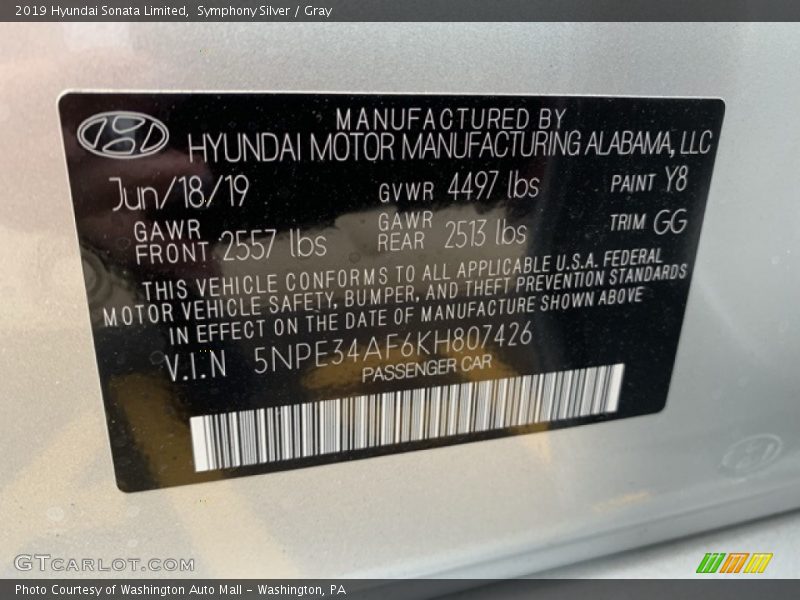 2019 Hyundai Sonata Limited, Symphony Silver / Gray
MANUFACTURED BY
HYUNDAI MOTOR MANUFACTURING ALABAMA, LLC
Jun/18/19 GVWR 4497 lbs PAINT Y8
GAWR FRONT 2557 lbs GAWR REAR 2513 lbs TRIM GG
THIS VEHICLE CONFORMS TO ALL APPLICABLE U.S.A. FEDERAL
MOTOR VEHICLE SAFETY, BUMPER, AND THEFT PREVENTION STANDARDS
IN EFFECT ON THE DATE OF MANUFACTURE SHOWN ABOVE
V.I.N 5NPE34AF6KH807426
PASSENGER CAR
GTCARLOT.COM
Photo Courtesy of Washington Auto Mall - Washington, PA